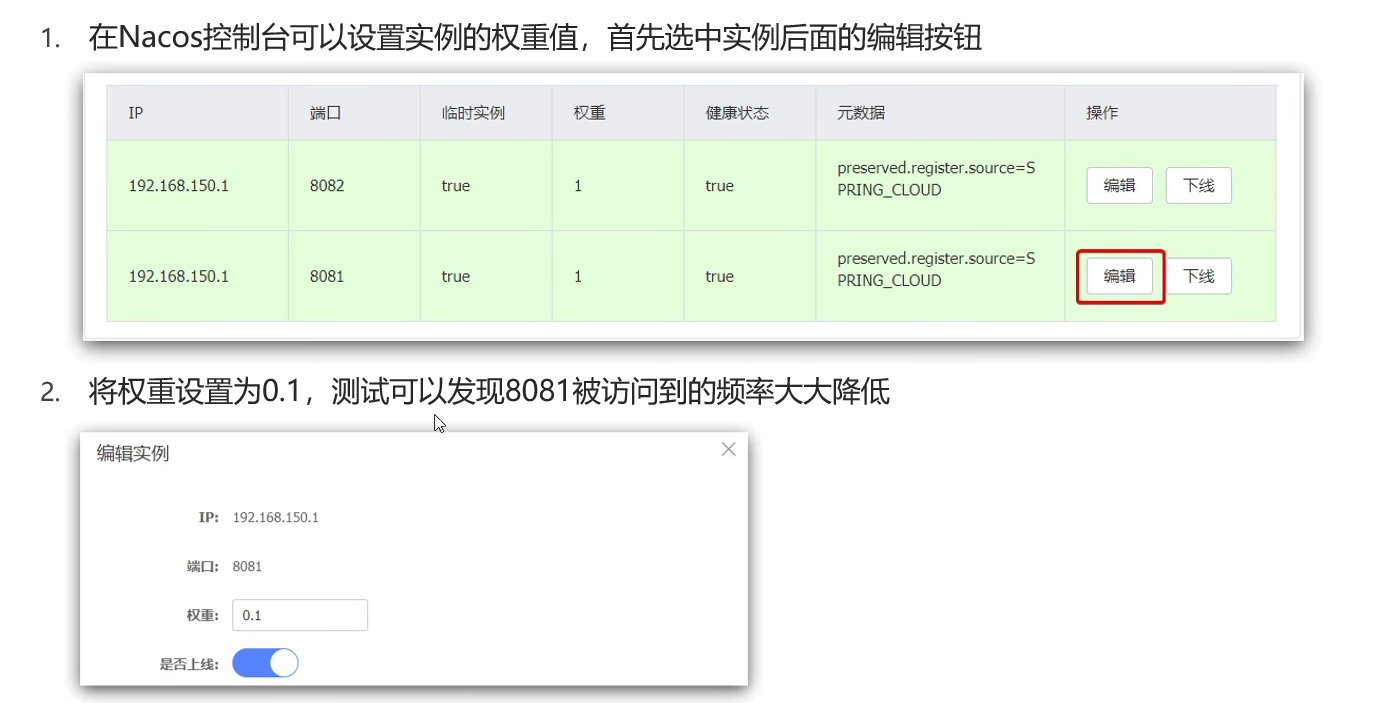 1. 在Nacos控制台可以设置实例的权重值，首先选中实例后面的编辑按钮
IP 端口 临时实例 权重 健康状态 元数据 操作
192.168.150.1 8082 true 1 true preserved.register.source=S
PRING_CLOUD 编辑 下线
192.168.150.1 8081 true 1 true preserved.register.source=S
PRING_CLOUD 编辑 下线
2. 将权重设置为0.1，测试可以发现8081被访问到的频率大大降低
编辑实例
IP: 192.168.150.1
端口: 8081
权重: 0.1
是否上线: